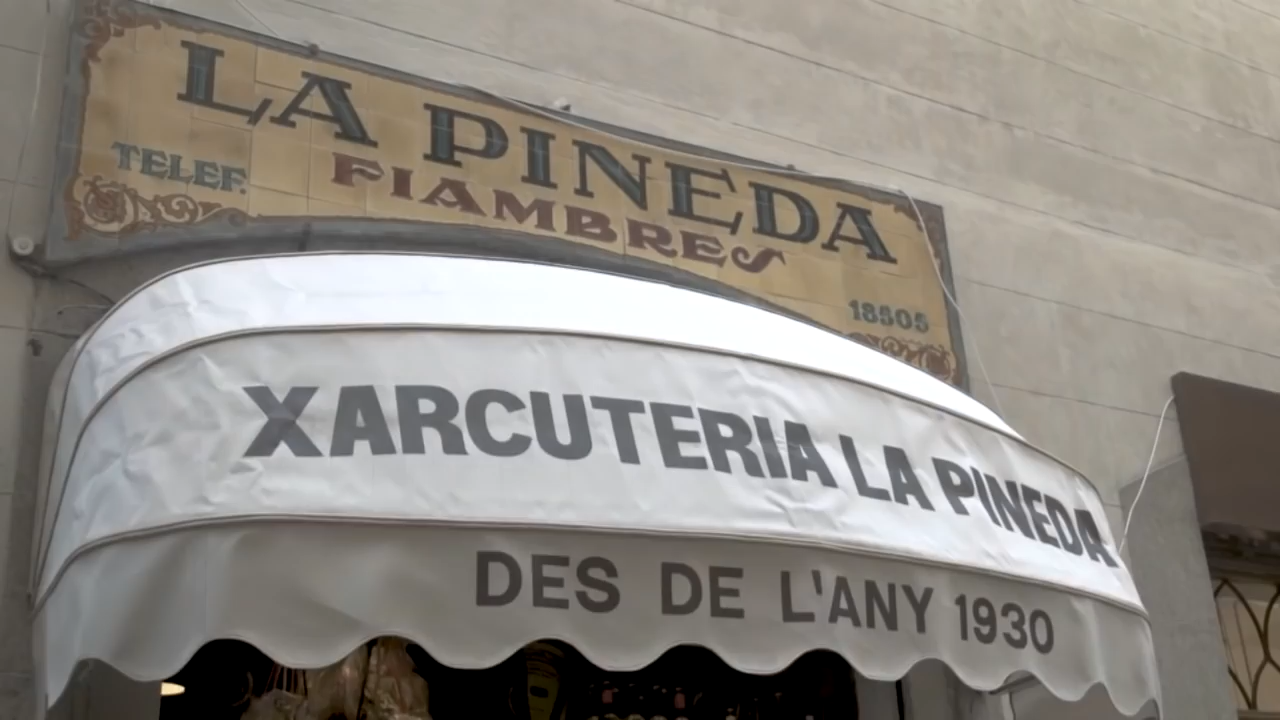 LA PINEDA
TELEF. FIAMBRES
18505
XARCUTERIA LA PINEDA
DES DE L'ANY 1930